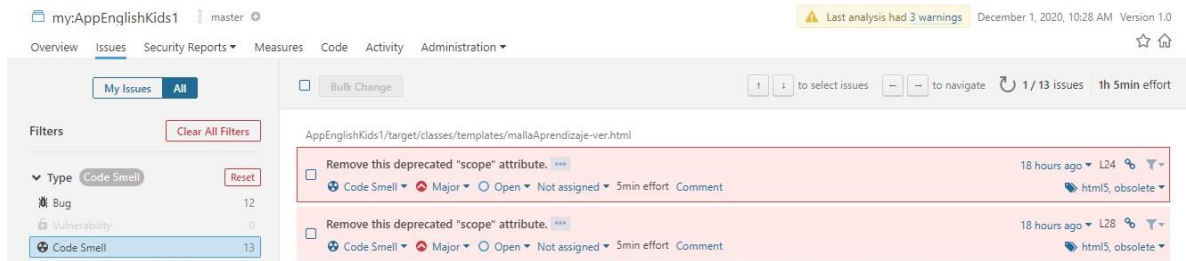 my:AppEnglishKids1 master Last analysis had 3 warnings December 1, 2020, 10:28 AM Version 1.0
Overview Issues Security Reports Measures Code Activity Administration
My Issues All Bulk Change ↑ ↓ to select issues ← → to navigate 1 / 13 issues 1h 5min effort
Filters Clear All Filters
AppEnglishKids1/target/classes/templates/mallaAprendizaje-ver.html
Type Code Smell Reset
Bug 12
Vulnerability 0
Code Smell 13
Remove this deprecated "scope" attribute. ••• 18 hours ago L24
Code Smell Major Open Not assigned 5min effort Comment html5, obsolete
Remove this deprecated "scope" attribute. ••• 18 hours ago L28
Code Smell Major Open Not assigned 5min effort Comment html5, obsolete